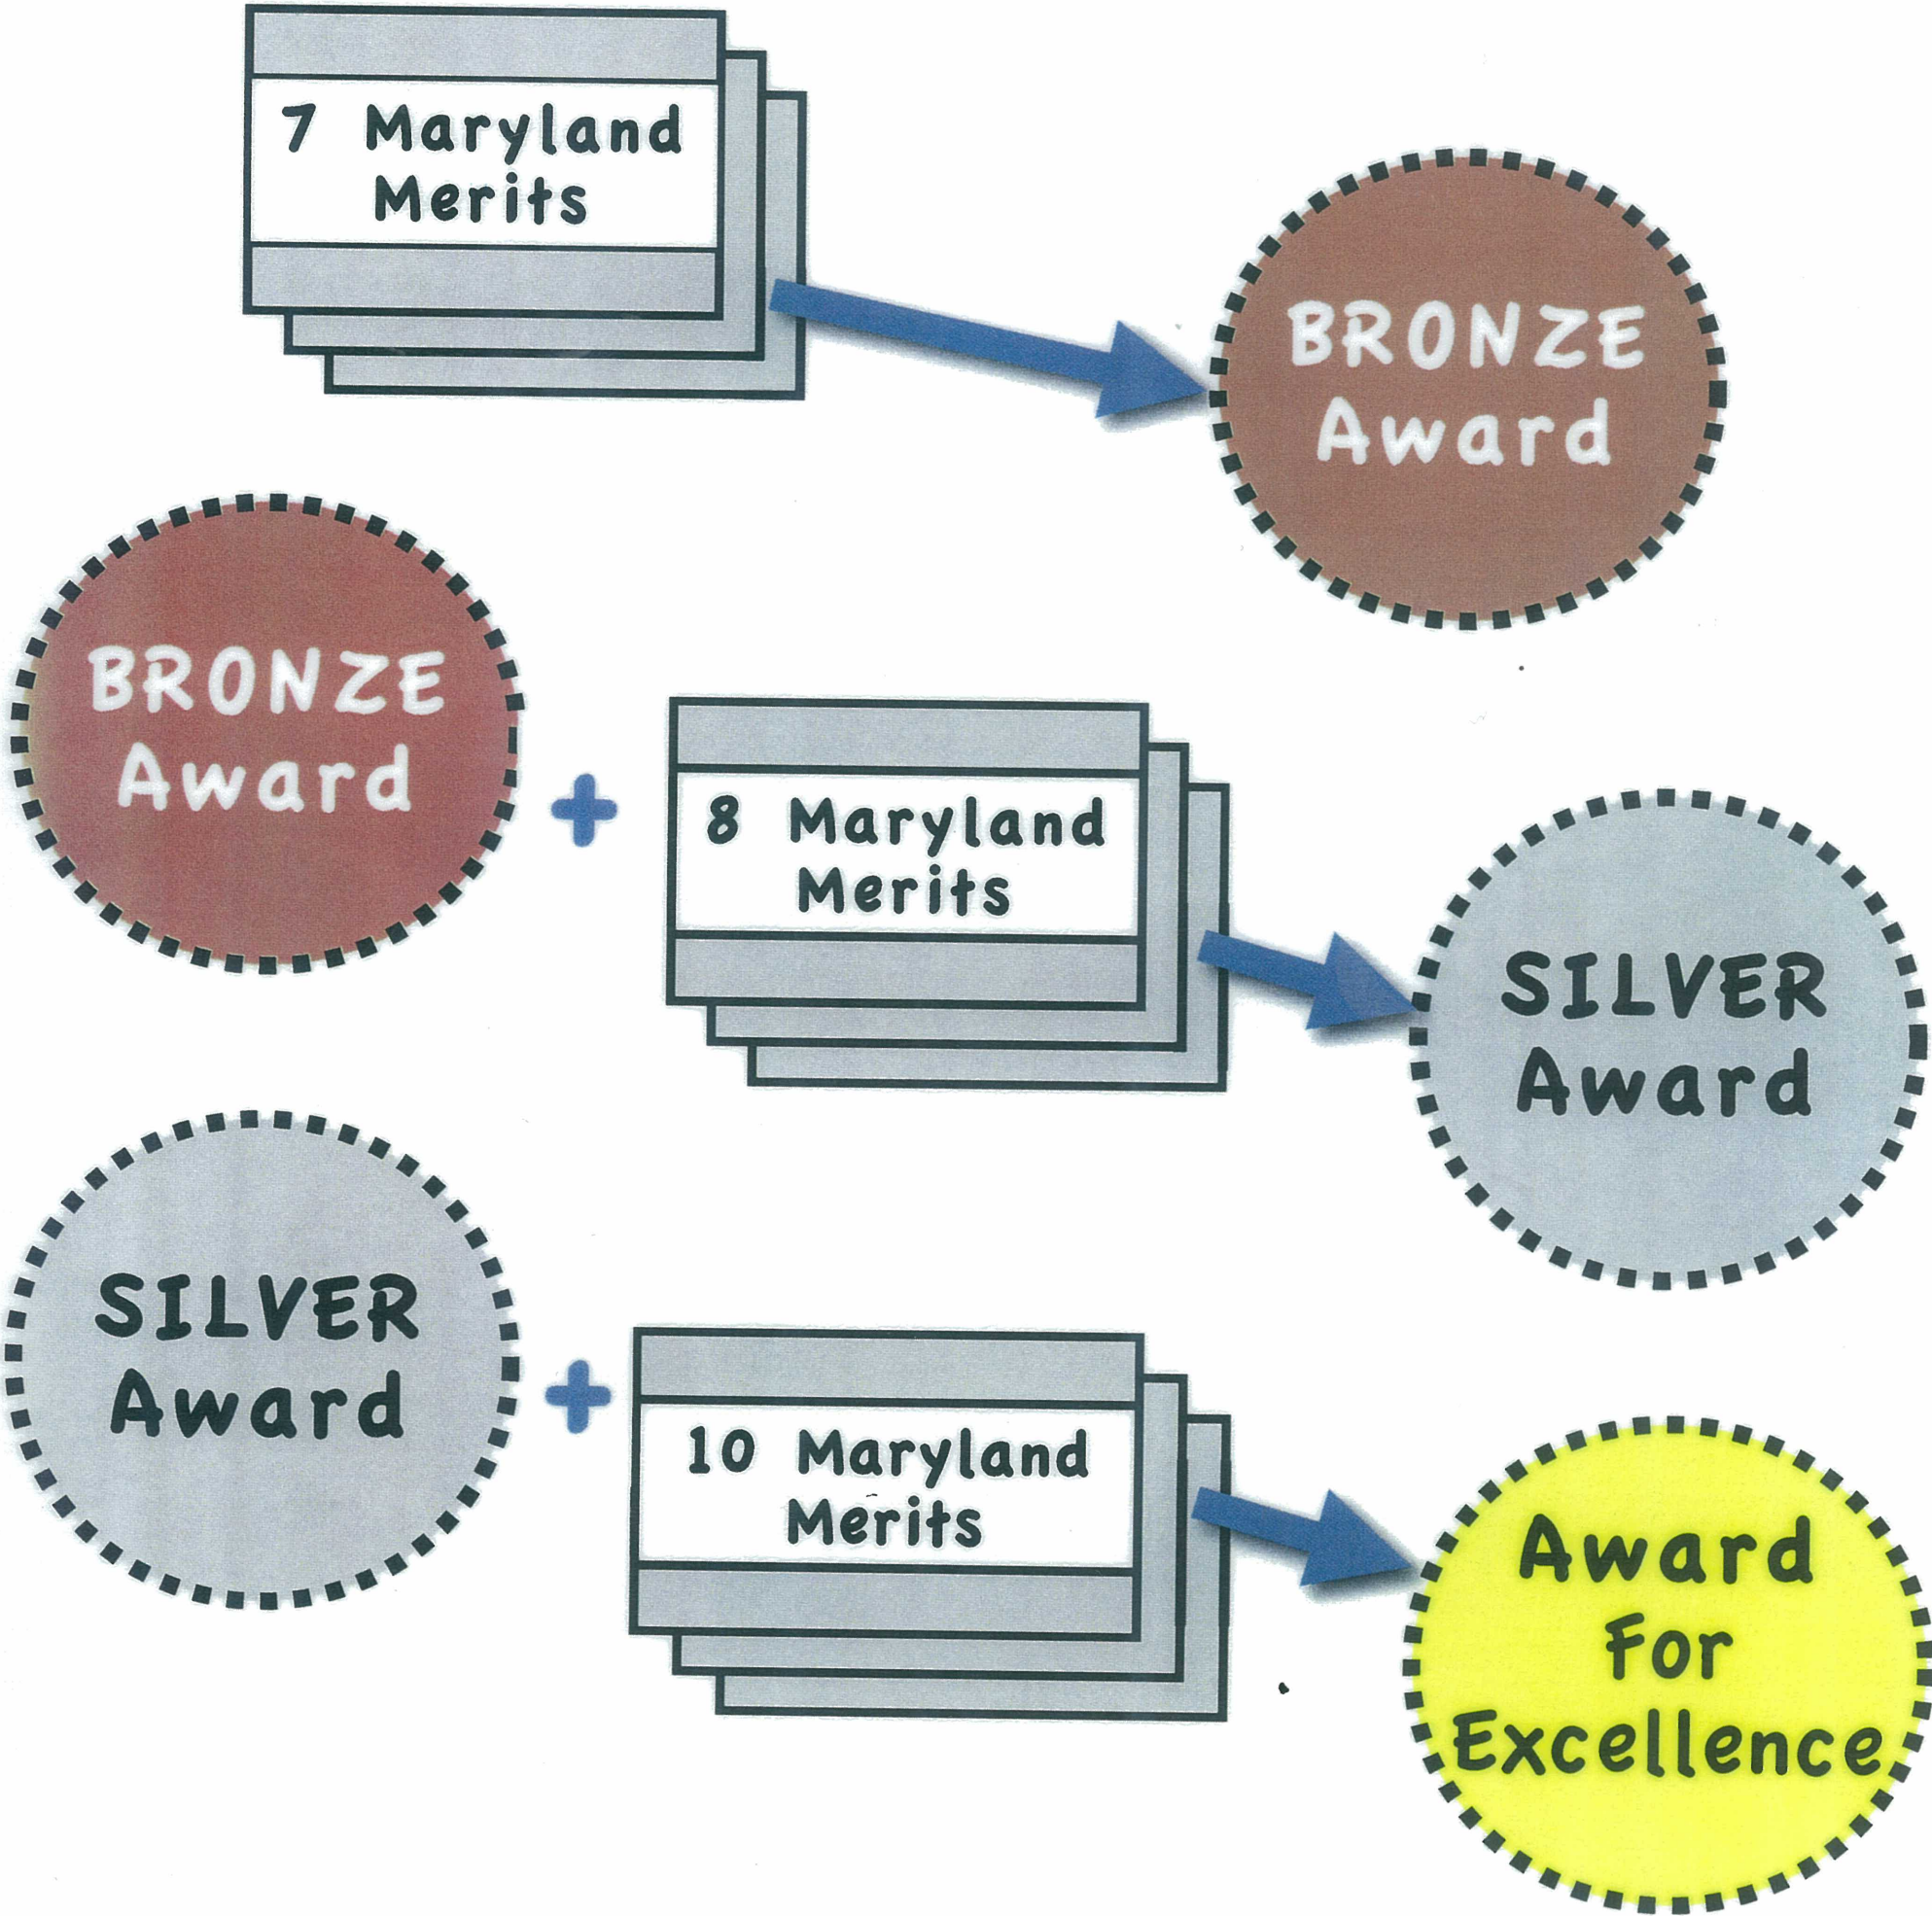 7 Maryland
Merits
BRONZE
Award
BRONZE
Award
+
8 Maryland
Merits
SILVER
Award
SILVER
Award
+
10 Maryland
Merits
Award
For
Excellence